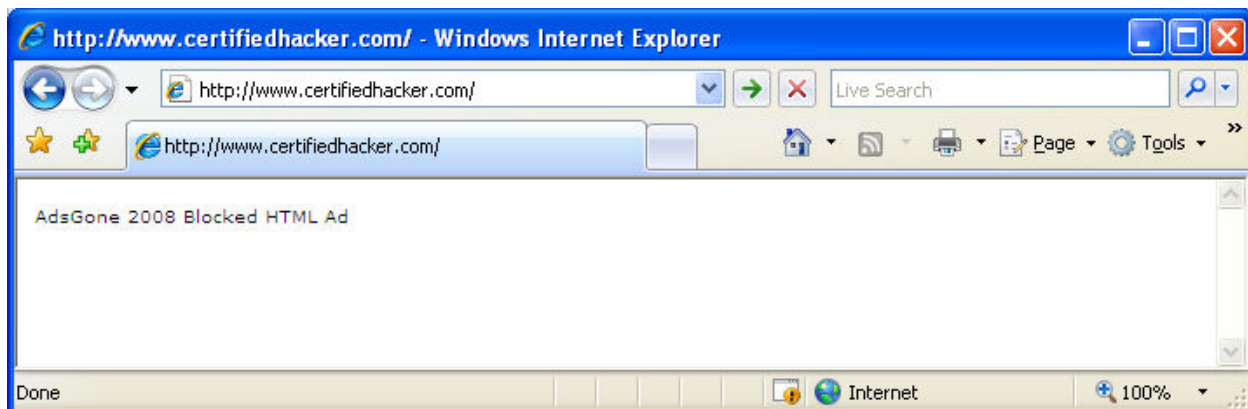 http://www.certifiedhacker.com/ - Windows Internet Explorer
http://www.certifiedhacker.com/
Live Search
http://www.certifiedhacker.com/
Page
Tools
»
AdsGone 2008 Blocked HTML Ad
Done
Internet
100%